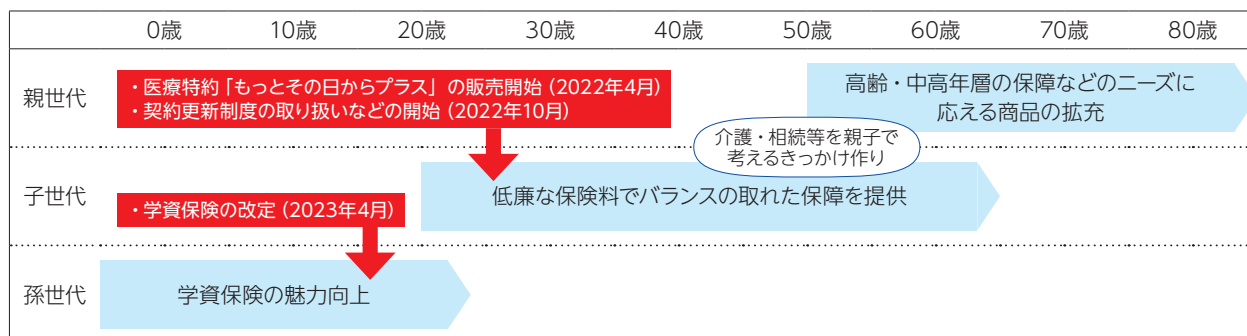 0歳 10歳 20歳 30歳 40歳 50歳 60歳 70歳 80歳
親世代
・医療特約「もっとその日からプラス」の販売開始(2022年4月)
・契約更新制度の取り扱いなどの開始(2022年10月)
高齢・中高年層の保障などのニーズに
応える商品の拡充
介護・相続等を親子で
考えるきっかけ作り
子世代
・学資保険の改定(2023年4月)
低廉な保険料でバランスの取れた保障を提供
孫世代
学資保険の魅力向上